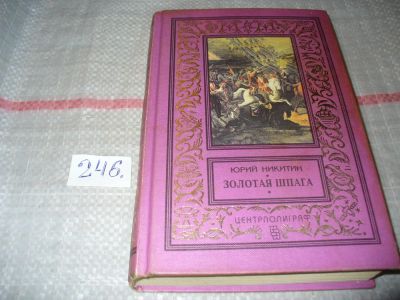 246.
ЮРИЙ НИКИТИН
ЗОЛОТАЯ ШПАГА
ЦЕНТРПОЛИГРАФ